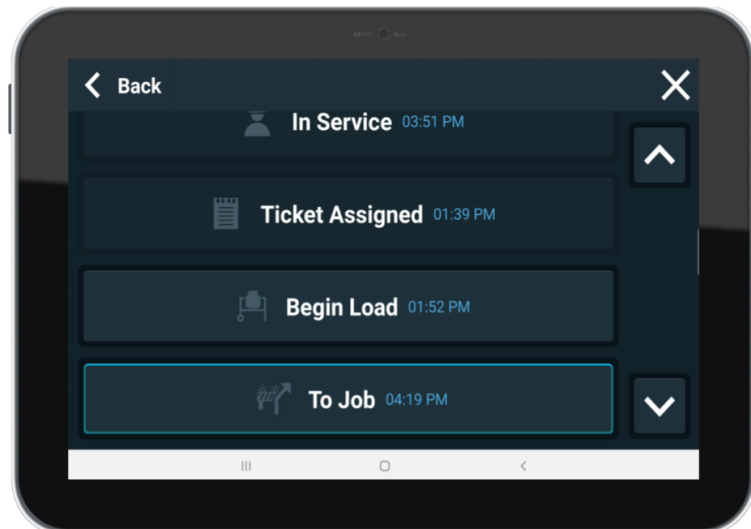 Back
In Service 03:51 PM
Ticket Assigned 01:39 PM
Begin Load 01:52 PM
To Job 04:19 PM